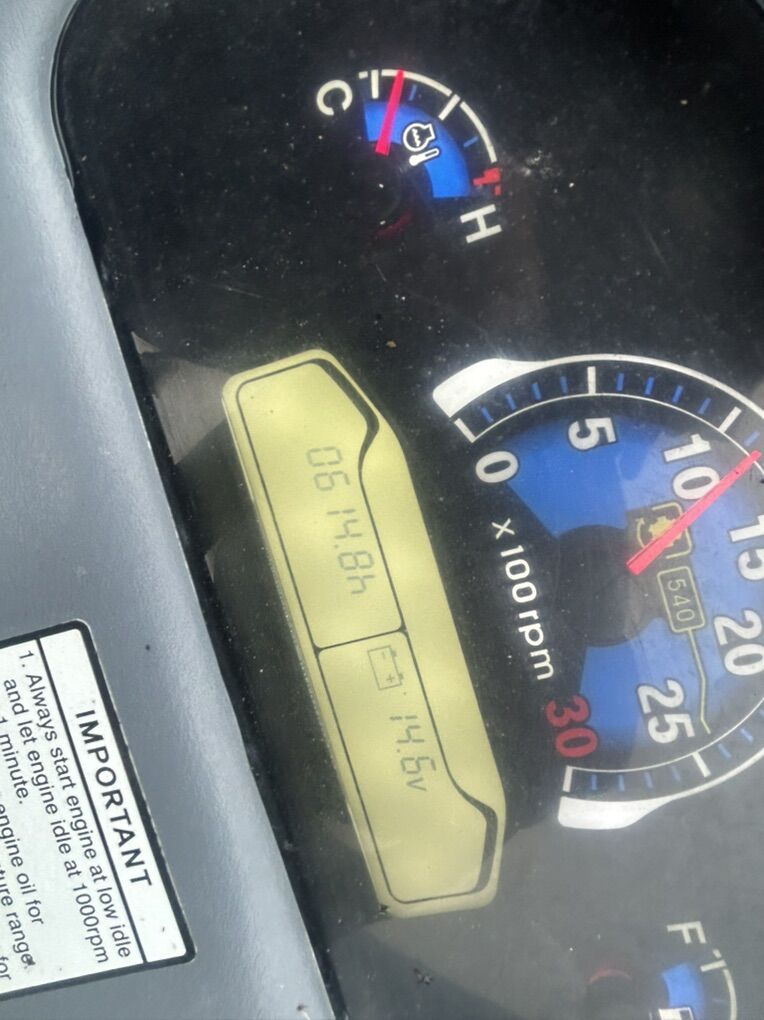 C
H
0614.8h
14.6v
0
5
10
15
20
25
30
x 100 rpm
540
F
IMPORTANT
1. Always start engine at low idle
and let engine idle at 1000rpm
1 minute.
engine oil for
range
for